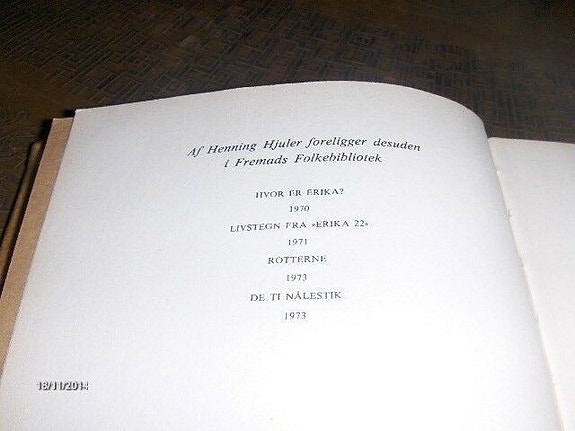 Af Henning Hjuler foreligger desuden
i Fremads Folkebibliotek
HVOR ER ERIKA?
1970
LIVSTEGN FRA »ERIKA 22«
1971
ROTTERNE
1973
DE TI NÅLESTIK
1973
18/11/2014